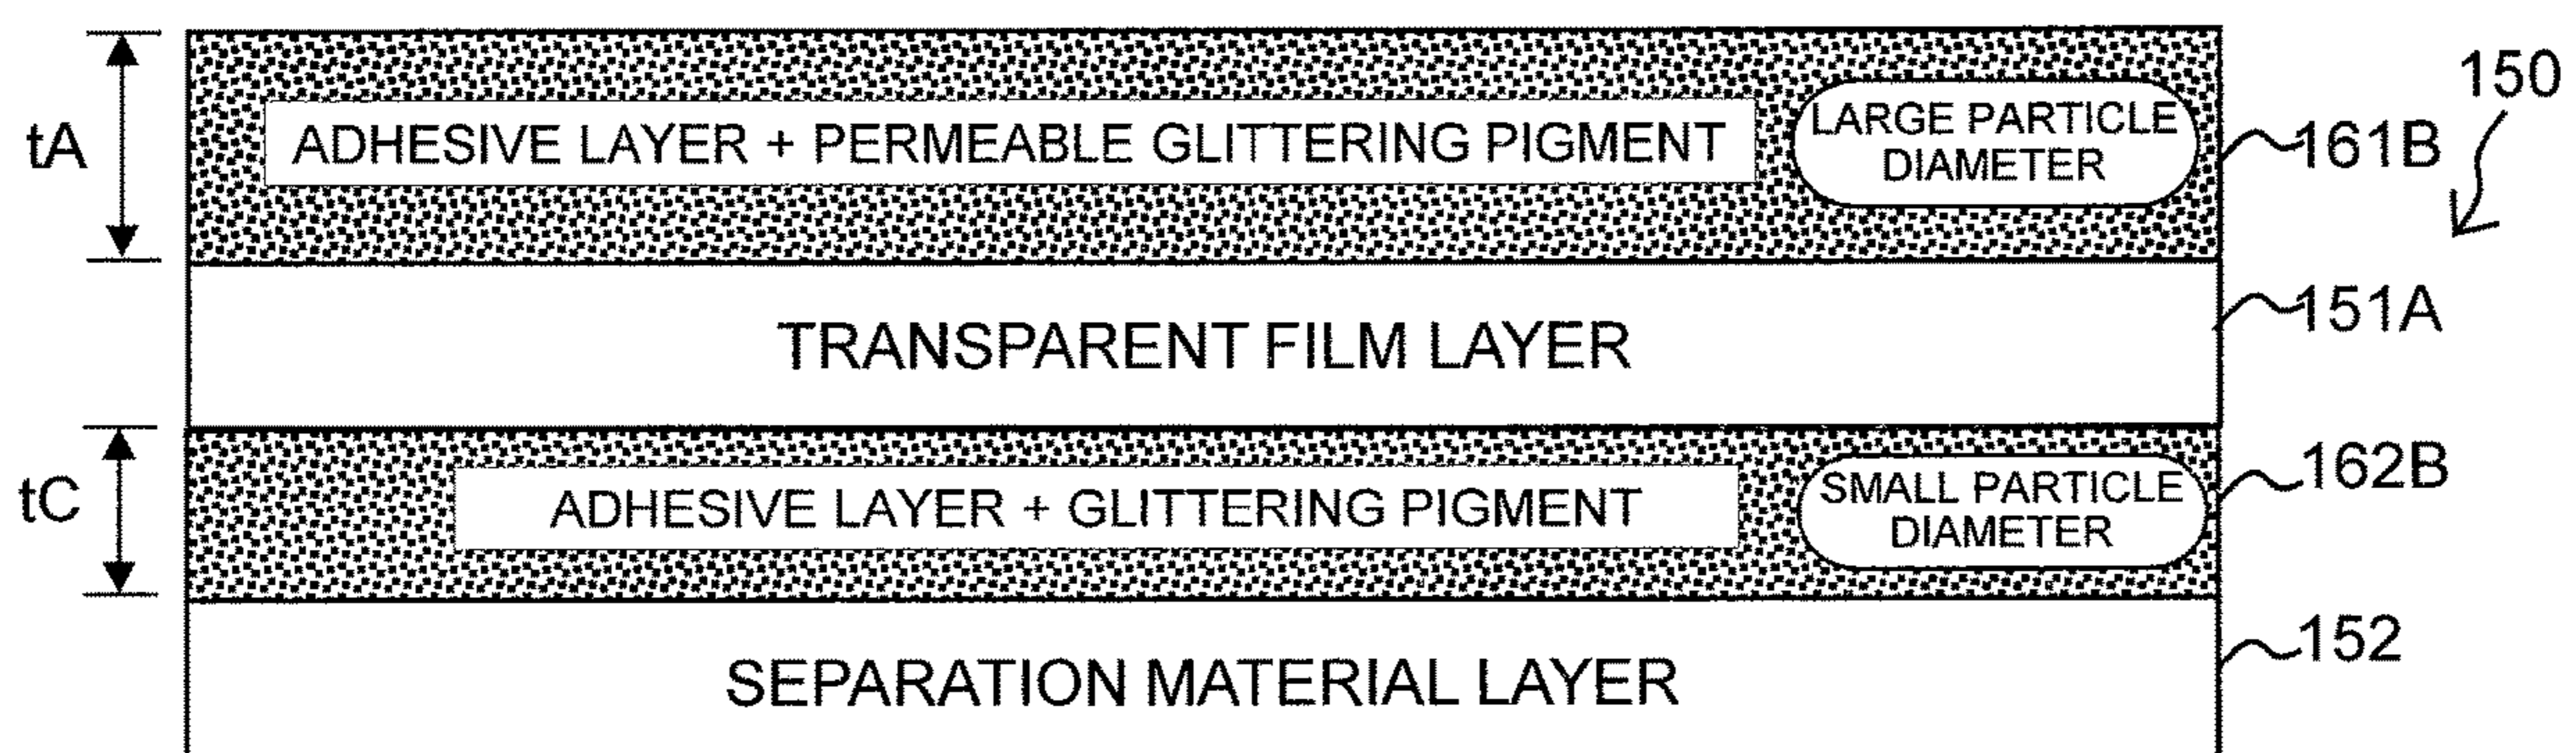 tA
ADHESIVE LAYER + PERMEABLE GLITTERING PIGMENT
LARGE PARTICLE
DIAMETER
161B
150
TRANSPARENT FILM LAYER
151A
tC
ADHESIVE LAYER + GLITTERING PIGMENT
SMALL PARTICLE
DIAMETER
162B
SEPARATION MATERIAL LAYER
152